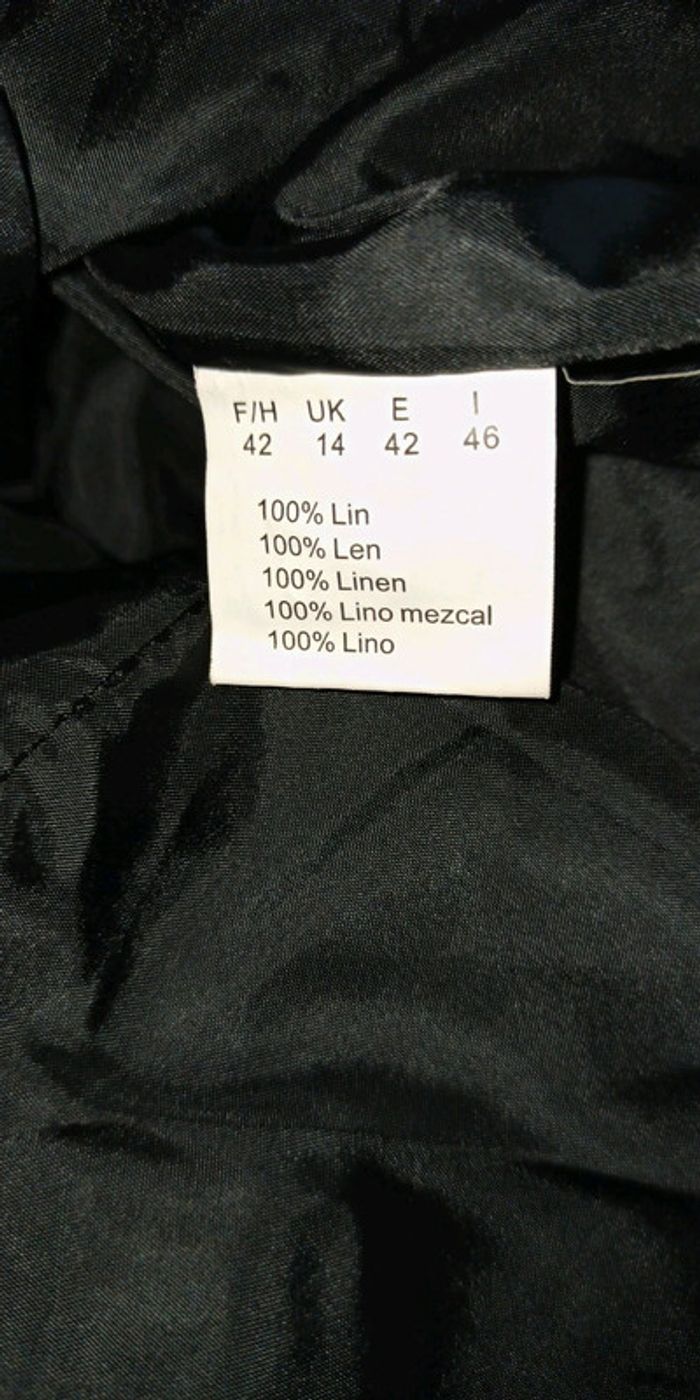 F/H UK E I
42 14 42 46
100% Lin
100% Len
100% Linen
100% Lino mezcal
100% Lino